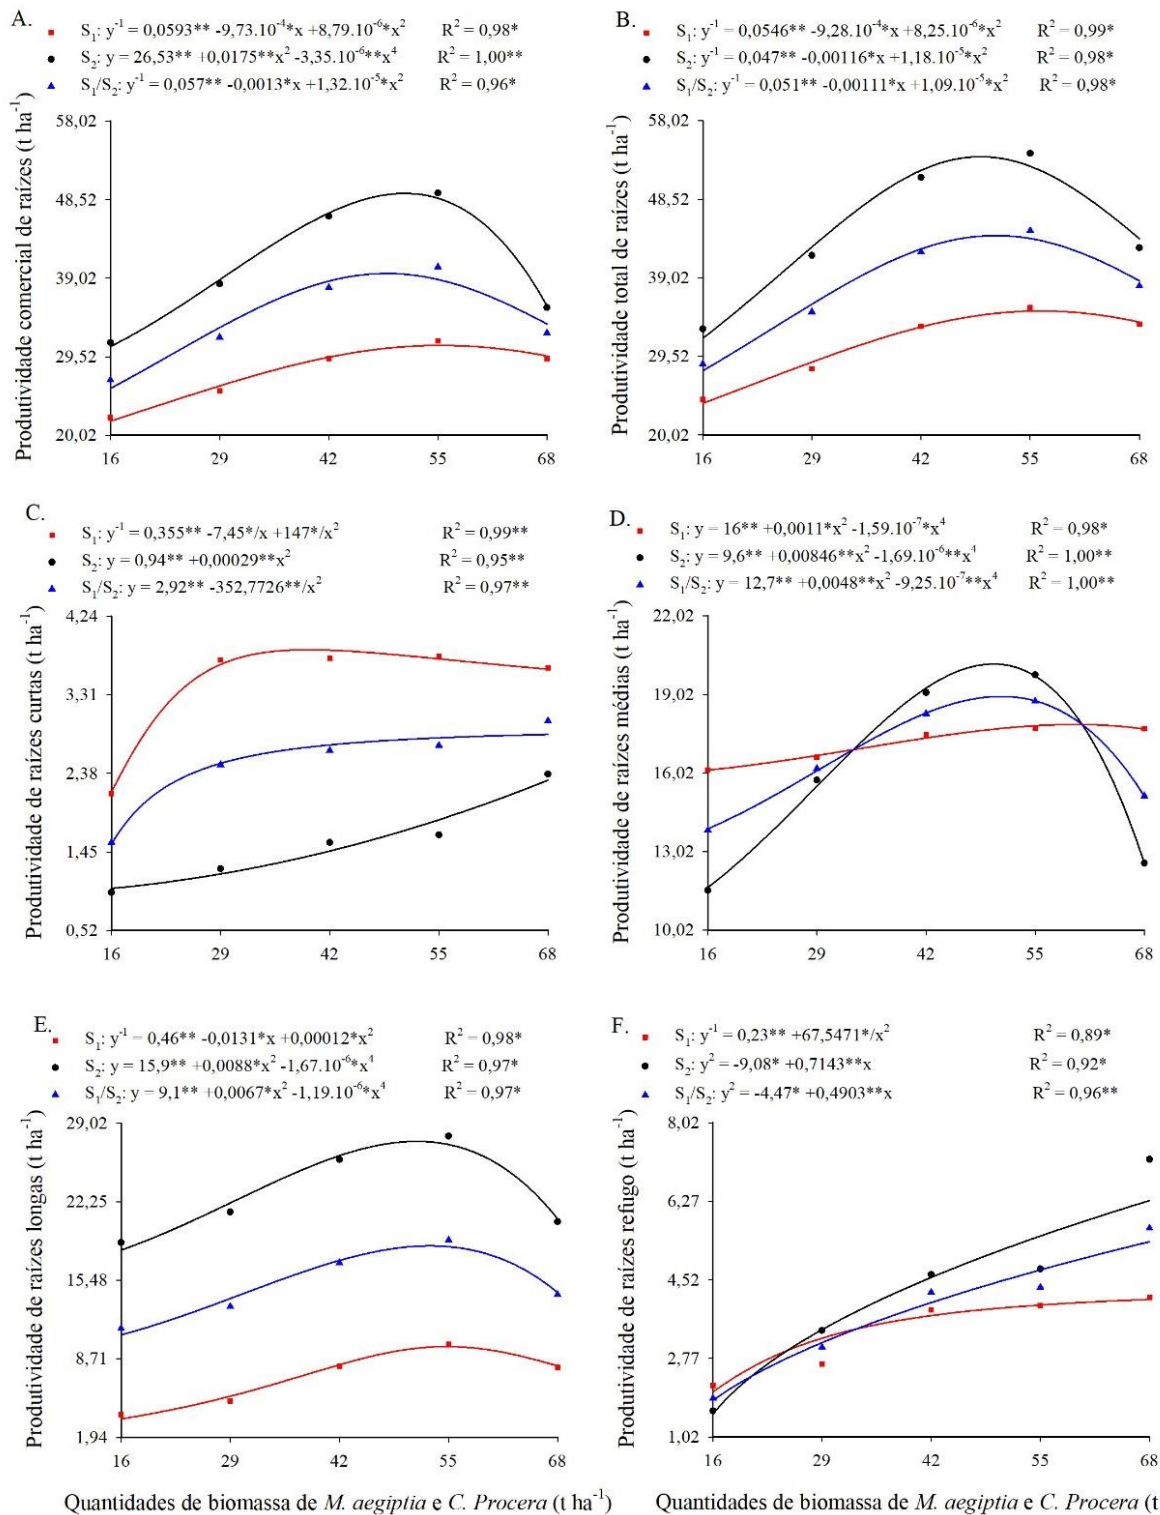 A.
S₁: y⁻¹ = 0,0593** -9,73.10⁻⁴*x +8,79.10⁻⁶*x² R² = 0,98*
S₂: y = 26,53** +0,0175**x² -3,35.10⁻⁶**x⁴ R² = 1,00**
S₁/S₂: y⁻¹ = 0,057** -0,0013*x +1,32.10⁻⁵*x² R² = 0,96*
Produtividade comercial de raízes (t ha⁻¹)
58,02
48,52
39,02
29,52
20,02
16 29 42 55 68
B.
S₁: y⁻¹ = 0,0546** -9,28.10⁻⁴*x +8,25.10⁻⁶*x² R² = 0,99*
S₂: y⁻¹ = 0,047** -0,00116*x +1,18.10⁻⁵*x² R² = 0,98*
S₁/S₂: y⁻¹ = 0,051** -0,00111*x +1,09.10⁻⁵*x² R² = 0,98*
Produtividade total de raízes (t ha⁻¹)
58,02
48,52
39,02
29,52
20,02
16 29 42 55 68
C.
S₁: y⁻¹ = 0,355** -7,45*/x +147*/x² R² = 0,99**
S₂: y = 0,94** +0,00029**x² R² = 0,95**
S₁/S₂: y = 2,92** -352,7726**/x² R² = 0,97**
Produtividade de raízes curtas (t ha⁻¹)
4,24
3,31
2,38
1,45
0,52
16 29 42 55 68
D.
S₁: y = 16** +0,0011*x² -1,59.10⁻⁷*x⁴ R² = 0,98*
S₂: y = 9,6** +0,00846**x² -1,69.10⁻⁶**x⁴ R² = 1,00**
S₁/S₂: y = 12,7** +0,0048**x² -9,25.10⁻⁷**x⁴ R² = 1,00**
Produtividade de raízes médias (t ha⁻¹)
22,02
19,02
16,02
13,02
10,02
16 29 42 55 68
E.
S₁: y⁻¹ = 0,46** -0,0131*x +0,00012*x² R² = 0,98*
S₂: y = 15,9** +0,0088*x² -1,67.10⁻⁶*x⁴ R² = 0,97*
S₁/S₂: y = 9,1** +0,0067*x² -1,19.10⁻⁶*x⁴ R² = 0,97*
Produtividade de raízes longas (t ha⁻¹)
29,02
22,25
15,48
8,71
1,94
16 29 42 55 68
Quantidades de biomassa de M. aegiptia e C. Procera (t ha⁻¹)
F.
S₁: y⁻¹ = 0,23** +67,5471*/x² R² = 0,89*
S₂: y² = -9,08* +0,7143**x R² = 0,92*
S₁/S₂: y² = -4,47* +0,4903**x R² = 0,96**
Produtividade de raízes refugo (t ha⁻¹)
8,02
6,27
4,52
2,77
1,02
16 29 42 55 68
Quantidades de biomassa de M. aegiptia e C. Procera (t